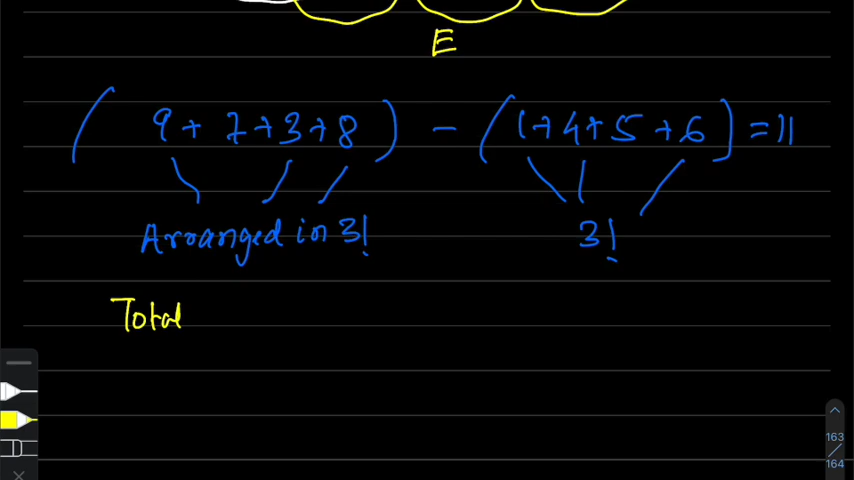 E
( 9 + 7 + 3 + 8 ) - ( 1 + 4 + 5 + 6 ) = 11
Arranged in 3! 3!
Total
163
164